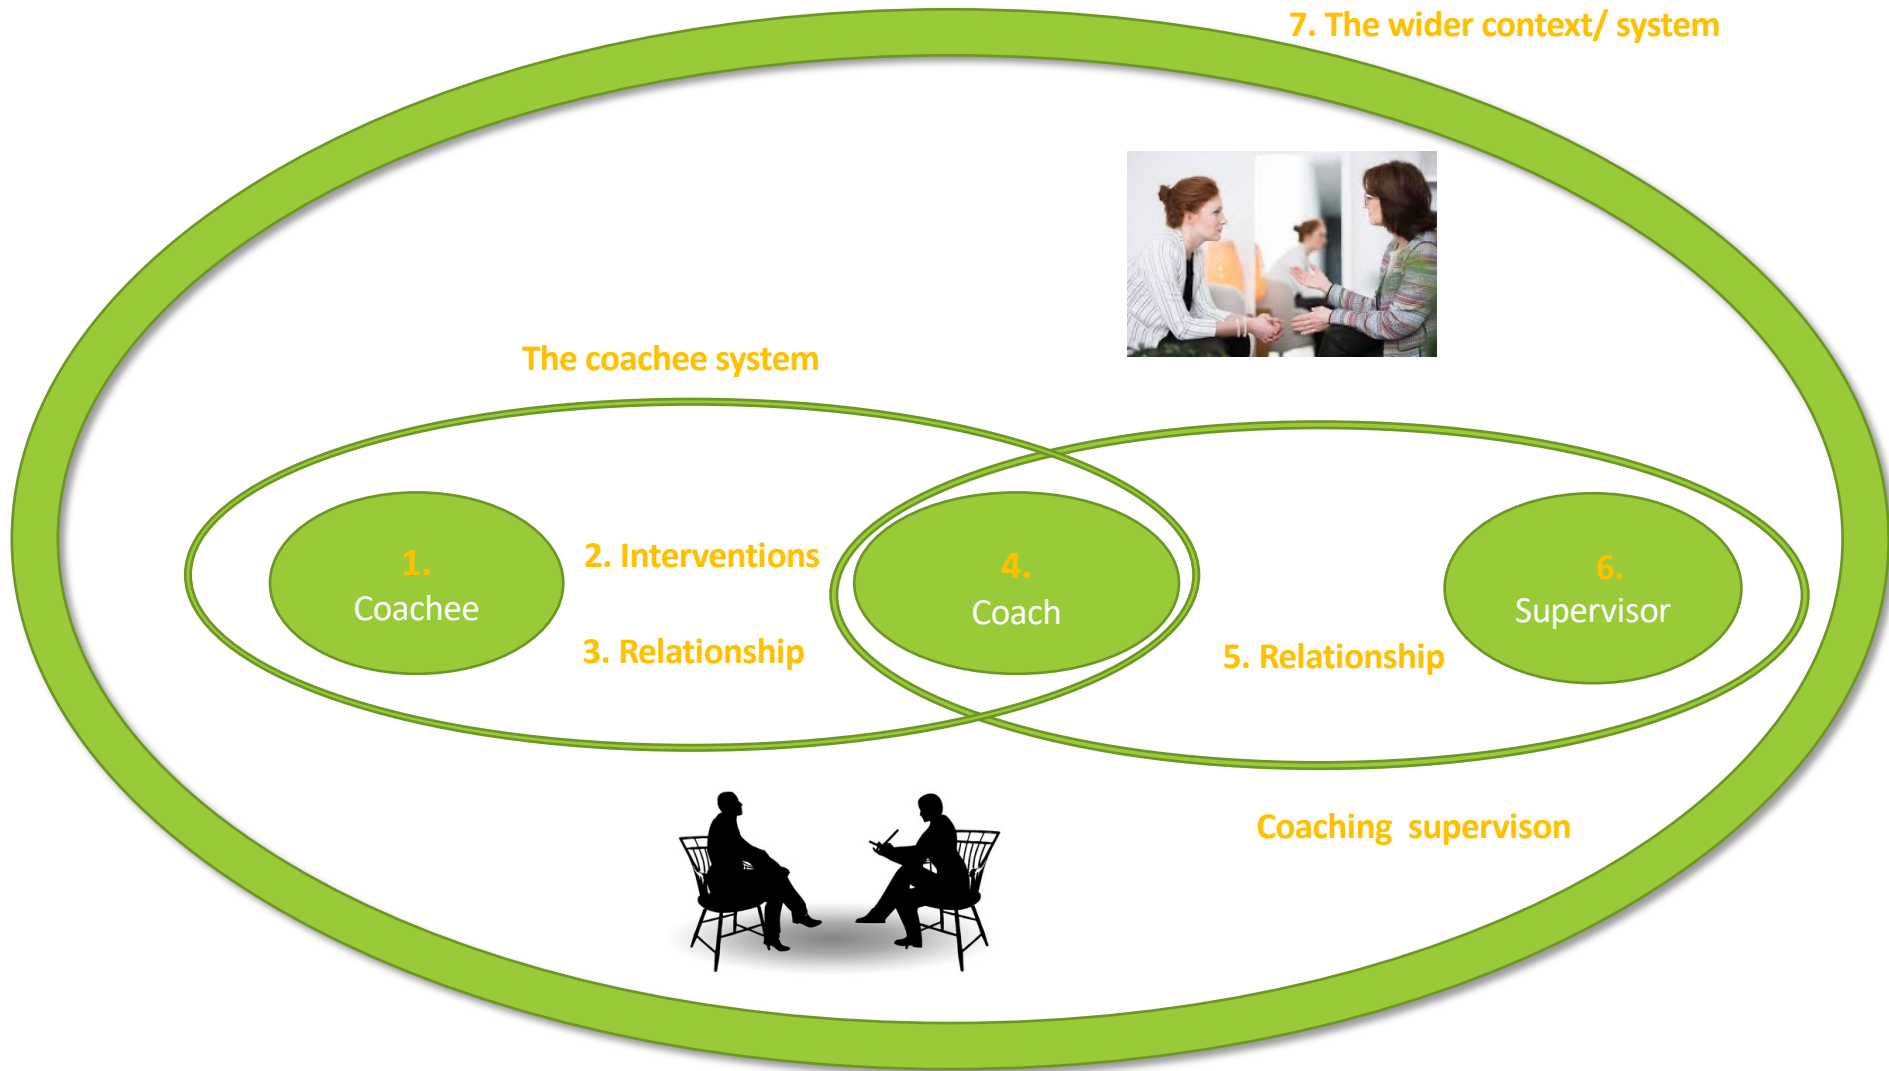 7. The wider context/ system
The coachee system
1.
Coachee
2. Interventions
3. Relationship
4.
Coach
5. Relationship
6.
Supervisor
Coaching  supervison